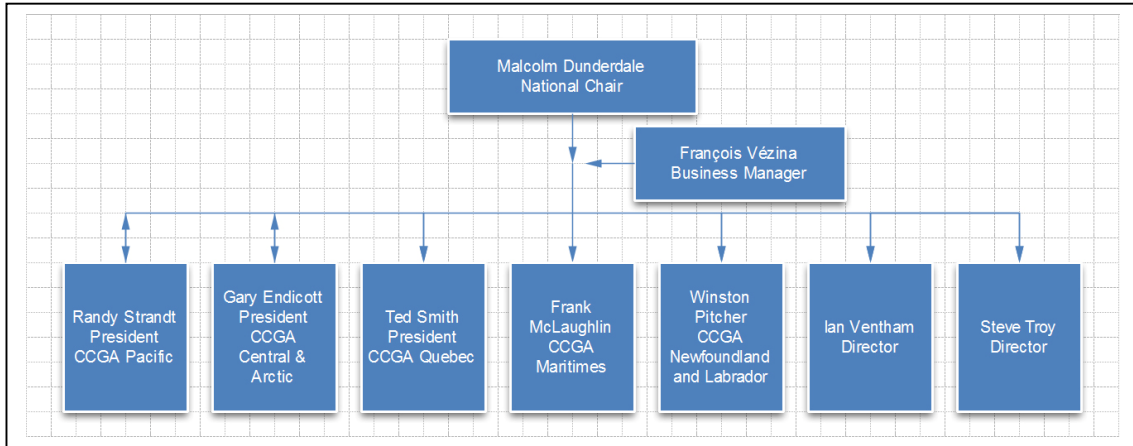 Malcolm Dunderdale
National Chair
François Vézina
Business Manager
Randy Strandt
President
CCGA Pacific
Gary Endicott
President
CCGA
Central &
Arctic
Ted Smith
President
CCGA Quebec
Frank
McLaughlin
CCGA
Maritimes
Winston
Pitcher
CCGA
Newfoundland
and Labrador
Ian Ventham
Director
Steve Troy
Director